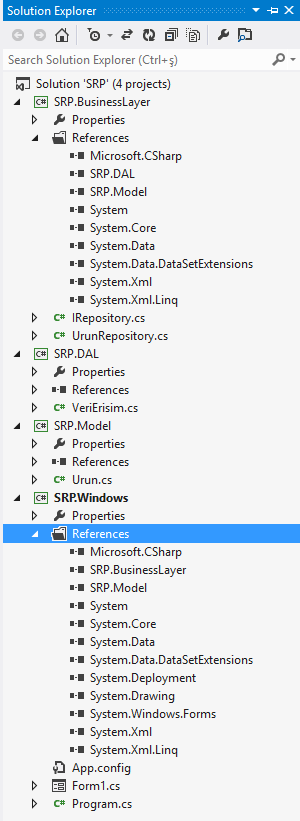 Solution Explorer
Search Solution Explorer (Ctrl+ş)
Solution 'SRP' (4 projects)
C# SRP.BusinessLayer
Properties
References
Microsoft.CSharp
SRP.DAL
SRP.Model
System
System.Core
System.Data
System.Data.DataSetExtensions
System.Xml
System.Xml.Linq
C# IRepository.cs
C# UrunRepository.cs
C# SRP.DAL
Properties
References
C# VeriErisim.cs
C# SRP.Model
Properties
References
C# Urun.cs
C# SRP.Windows
Properties
References
Microsoft.CSharp
SRP.BusinessLayer
SRP.Model
System
System.Core
System.Data
System.Data.DataSetExtensions
System.Deployment
System.Drawing
System.Windows.Forms
System.Xml
System.Xml.Linq
App.config
Form1.cs
C# Program.cs